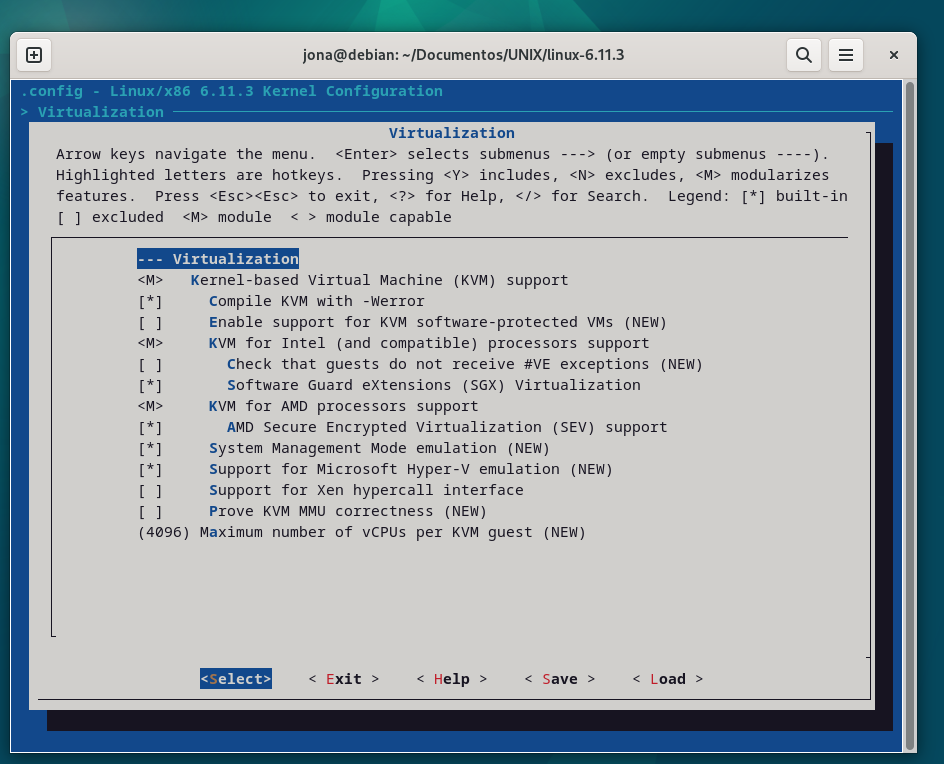 jona@debian: ~/Documentos/UNIX/linux-6.11.3
.config - Linux/x86 6.11.3 Kernel Configuration
> Virtualization
Virtualization
Arrow keys navigate the menu.  <Enter> selects submenus ---> (or empty submenus ----).
Highlighted letters are hotkeys.  Pressing <Y> includes, <N> excludes, <M> modularizes
features.  Press <Esc><Esc> to exit, <?> for Help, </> for Search.  Legend: [*] built-in
[ ] excluded  <M> module  < > module capable
--- Virtualization
<M>   Kernel-based Virtual Machine (KVM) support
[*]     Compile KVM with -Werror
[ ]     Enable support for KVM software-protected VMs (NEW)
<M>     KVM for Intel (and compatible) processors support
[ ]       Check that guests do not receive #VE exceptions (NEW)
[*]       Software Guard eXtensions (SGX) Virtualization
<M>     KVM for AMD processors support
[*]       AMD Secure Encrypted Virtualization (SEV) support
[*]     System Management Mode emulation (NEW)
[*]     Support for Microsoft Hyper-V emulation (NEW)
[ ]     Support for Xen hypercall interface
[ ]     Prove KVM MMU correctness (NEW)
(4096) Maximum number of vCPUs per KVM guest (NEW)
<Select>    < Exit >    < Help >    < Save >    < Load >